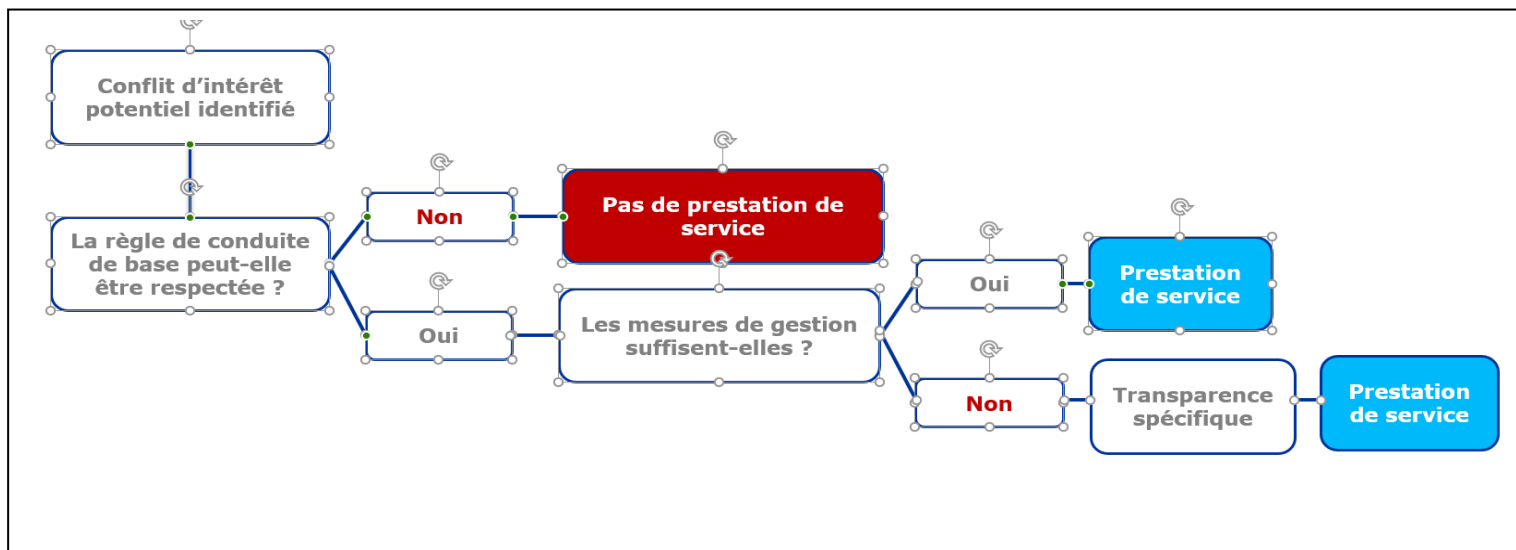 Conflit d’intérêt
potentiel identifié
La règle de conduite
de base peut-elle
être respectée ?
Non
Pas de prestation de
service
Oui
Les mesures de gestion
suffisent-elles ?
Oui
Prestation
de service
Non
Transparence
spécifique
Prestation
de service